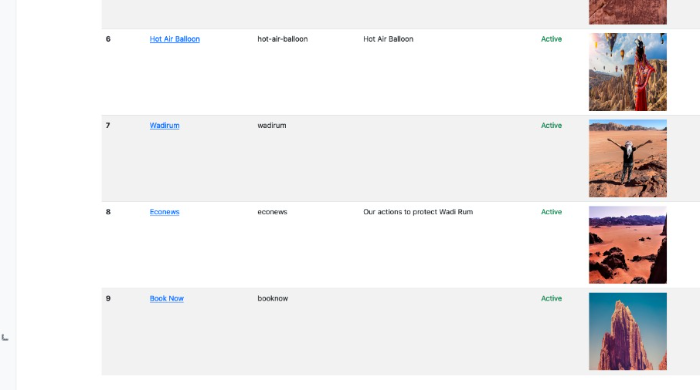 6 Hot Air Balloon hot-air-balloon Hot Air Balloon Active
7 Wadirum wadirum Active
8 Econews econews Our actions to protect Wadi Rum Active
9 Book Now booknow Active